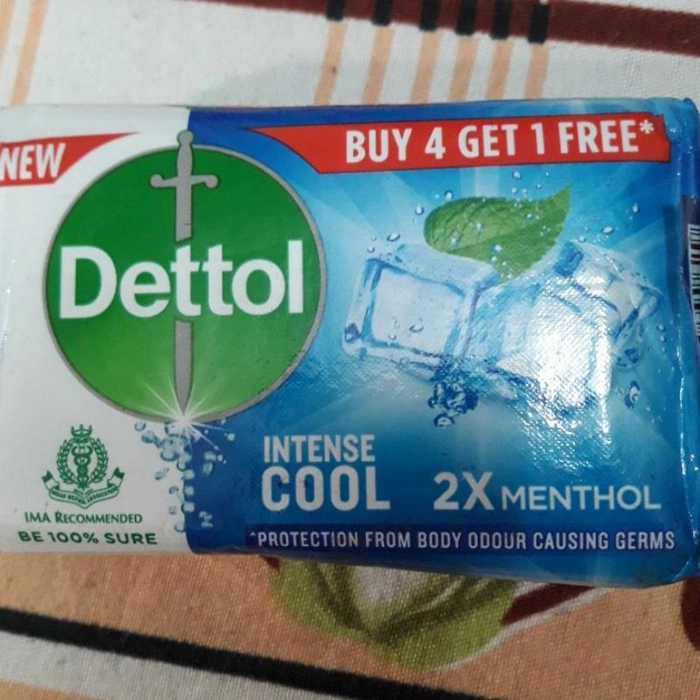 NEW
BUY 4 GET 1 FREE*
Dettol
INTENSE
COOL
2X MENTHOL
IMA RECOMMENDED
BE 100% SURE
*PROTECTION FROM BODY ODOUR CAUSING GERMS